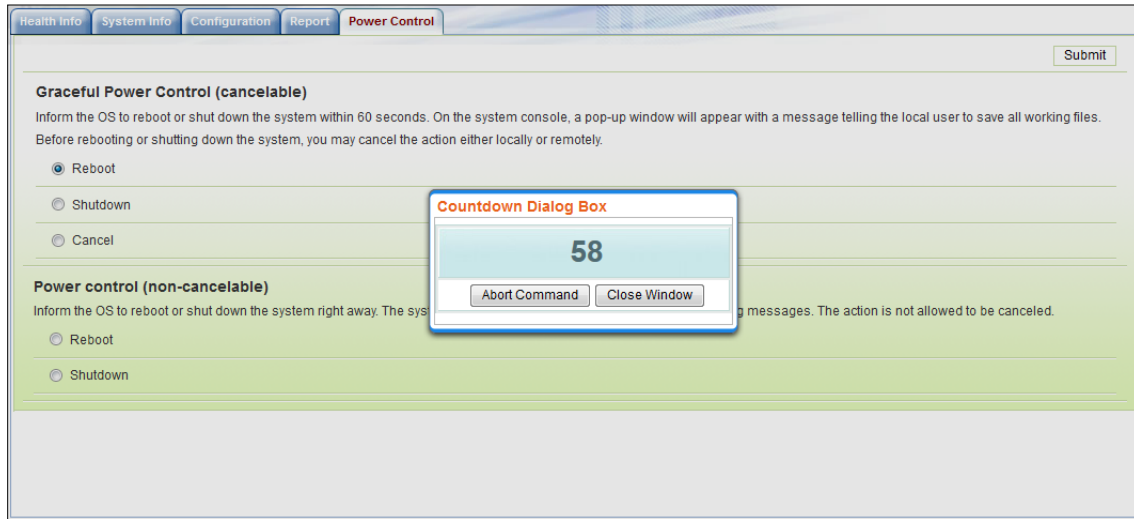 Health Info System Info Configuration Report Power Control
Submit
Graceful Power Control (cancelable)
Inform the OS to reboot or shut down the system within 60 seconds. On the system console, a pop-up window will appear with a message telling the local user to save all working files.
Before rebooting or shutting down the system, you may cancel the action either locally or remotely.
Reboot
Shutdown
Cancel
Countdown Dialog Box
58
Abort Command Close Window
Power control (non-cancelable)
Inform the OS to reboot or shut down the system right away. The messages. The action is not allowed to be canceled.
Reboot
Shutdown